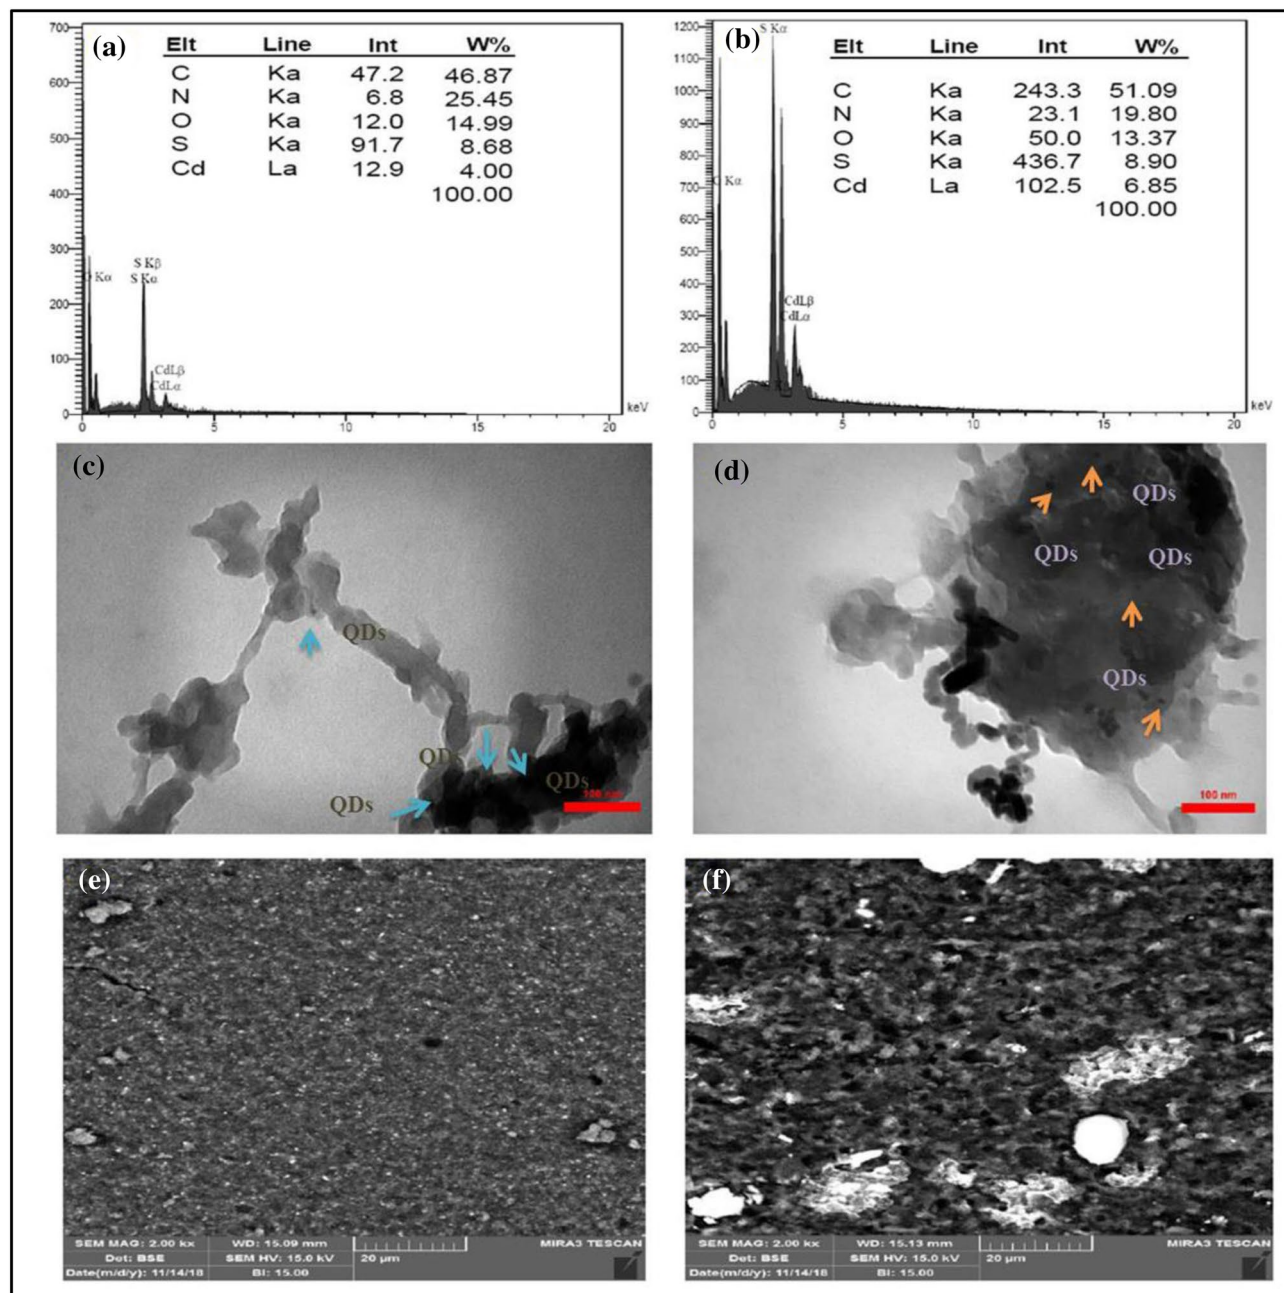 (a)
Elt Line Int W%
C Ka 47.2 46.87
N Ka 6.8 25.45
O Ka 12.0 14.99
S Ka 91.7 8.68
Cd La 12.9 4.00
100.00
700
600
500
400
300
200
100
0
S Kβ
Kα S Kα
CdLβ
CdLα
0 5 10 15 20 keV
(b)
Elt Line Int W%
C Ka 243.3 51.09
N Ka 23.1 19.80
O Ka 50.0 13.37
S Ka 436.7 8.90
Cd La 102.5 6.85
100.00
1200
1100
1000
900
800
700
600
500
400
300
200
100
0
S Kα
Kα
CdLβ
CdLα
0 5 10 15 20 keV
(c)
QDs
QDs
QDs
QDs
100 nm
(d)
QDs
QDs QDs
QDs
100 nm
(e)
SEM MAG: 2.00 kx WD: 15.09 mm MIRA3 TESCAN
Det: BSE SEM HV: 15.0 kV 20 µm
Date(m/d/y): 11/14/18 BI: 15.00
(f)
SEM MAG: 2.00 kx WD: 15.13 mm MIRA3 TESCAN
Det: BSE SEM HV: 15.0 kV 20 µm
Date(m/d/y): 11/14/18 BI: 15.00